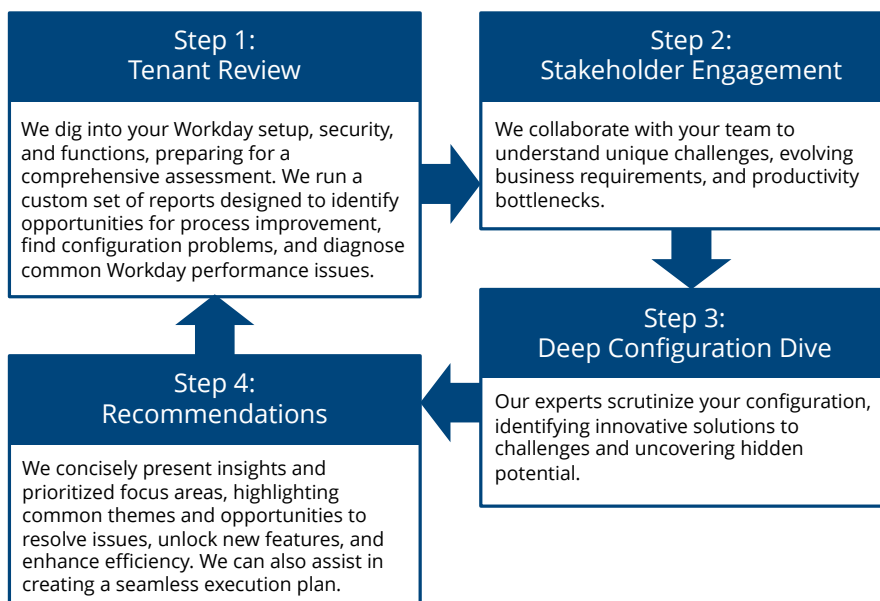 Step 1:
Tenant Review
We dig into your Workday setup, security,
and functions, preparing for a
comprehensive assessment. We run a
custom set of reports designed to identify
opportunities for process improvement,
find configuration problems, and diagnose
common Workday performance issues.
Step 2:
Stakeholder Engagement
We collaborate with your team to
understand unique challenges, evolving
business requirements, and productivity
bottlenecks.
Step 3:
Deep Configuration Dive
Our experts scrutinize your configuration,
identifying innovative solutions to
challenges and uncovering hidden
potential.
Step 4:
Recommendations
We concisely present insights and
prioritized focus areas, highlighting
common themes and opportunities to
resolve issues, unlock new features, and
enhance efficiency. We can also assist in
creating a seamless execution plan.